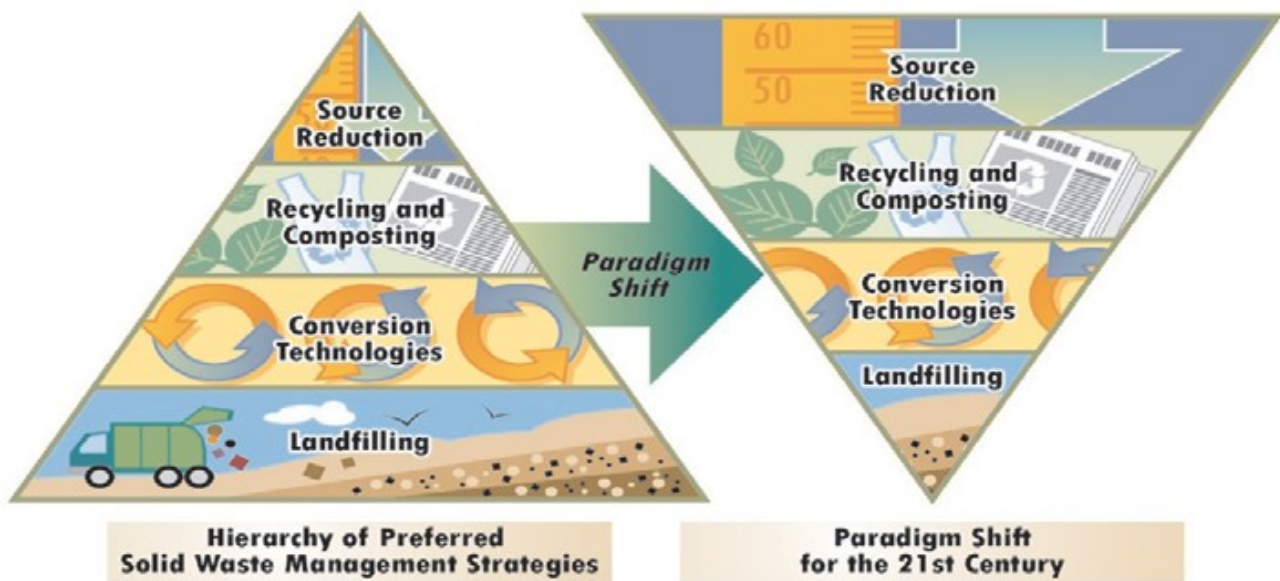 Source
Reduction
Recycling and
Composting
Conversion
Technologies
Landfilling
Hierarchy of Preferred
Solid Waste Management Strategies
Paradigm
Shift
60
50
Source
Reduction
Recycling and
Composting
Conversion
Technologies
Landfilling
Paradigm Shift
for the 21st Century